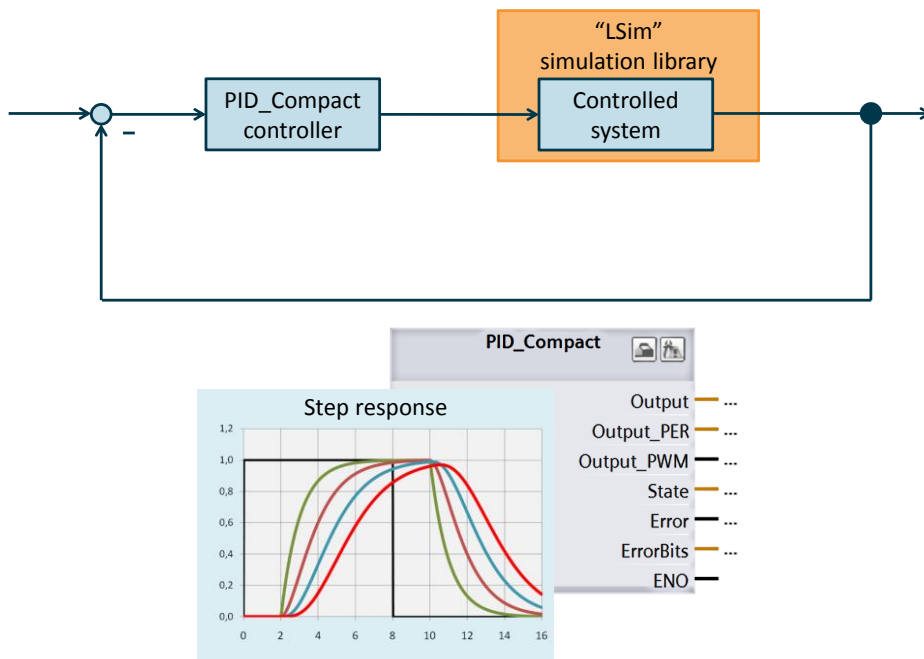 “LSim”
simulation library
PID_Compact
controller
Controlled
system
–
PID_Compact
Output ...
Output_PER ...
Output_PWM ...
State ...
Error ...
ErrorBits ...
ENO
Step response
1,2
1,0
0,8
0,6
0,4
0,2
0,0
0 2 4 6 8 10 12 14 16